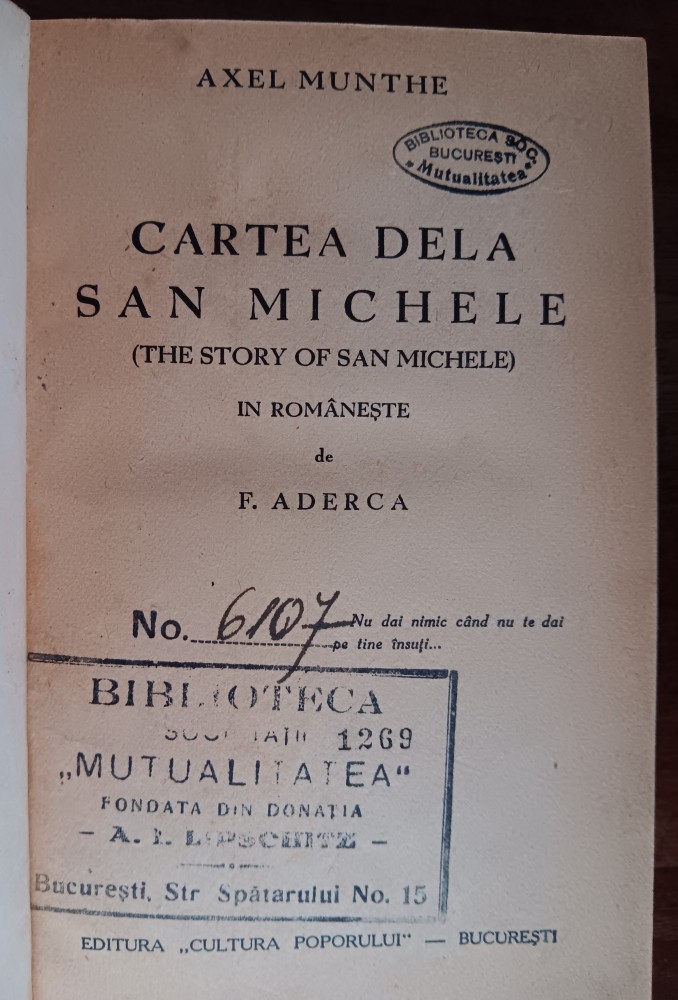 AXEL MUNTHE
BIBLIOTECA SOC.
BUCUREȘTI
„Mutualitatea“
CARTEA DELA
SAN MICHELE
(THE STORY OF SAN MICHELE)
IN ROMÂNEȘTE
de
F. ADERCA
No. 6107
Nu dai nimic când nu te dai
pe tine însuți...
BIBLIOTECA
1269
„MUTUALITATEA“
FONDATA DIN DONAȚIA
– A. I. –
București, Str Spătarului No. 15
EDITURA „CULTURA POPORULUI“ — BUCUREȘTI